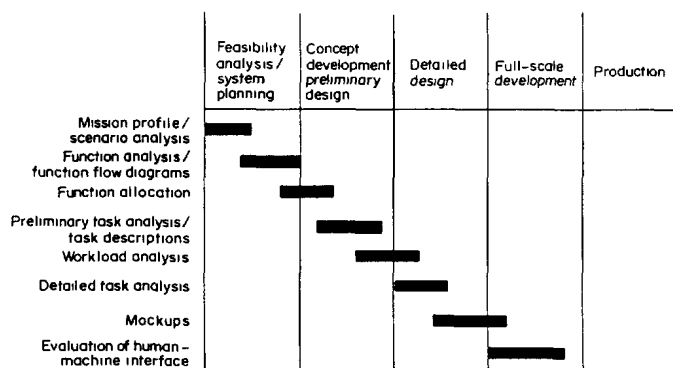 Feasibility
analysis/
system
planning
Concept
development
preliminary
design
Detailed
design
Full-scale
development
Production
Mission profile/
scenario analysis
Function analysis/
function flow diagrams
Function allocation
Preliminary task analysis/
task descriptions
Workload analysis
Detailed task analysis
Mockups
Evaluation of human-
machine interface